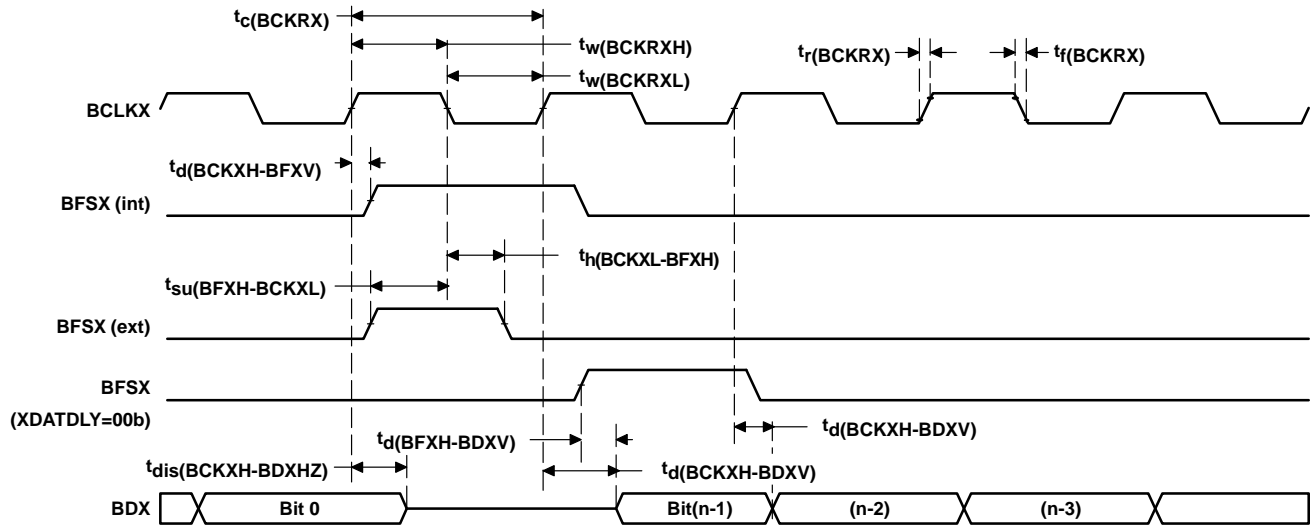 tc(BCKRX)
tw(BCKRXH)
tr(BCKRX)
tf(BCKRX)
tw(BCKRXL)
BCLKX
td(BCKXH-BFXV)
BFSX (int)
th(BCKXL-BFXH)
tsu(BFXH-BCKXL)
BFSX (ext)
BFSX
(XDATDLY=00b)
td(BFXH-BDXV)
td(BCKXH-BDXV)
tdis(BCKXH-BDXHZ)
td(BCKXH-BDXV)
BDX
Bit 0
Bit(n-1)
(n-2)
(n-3)